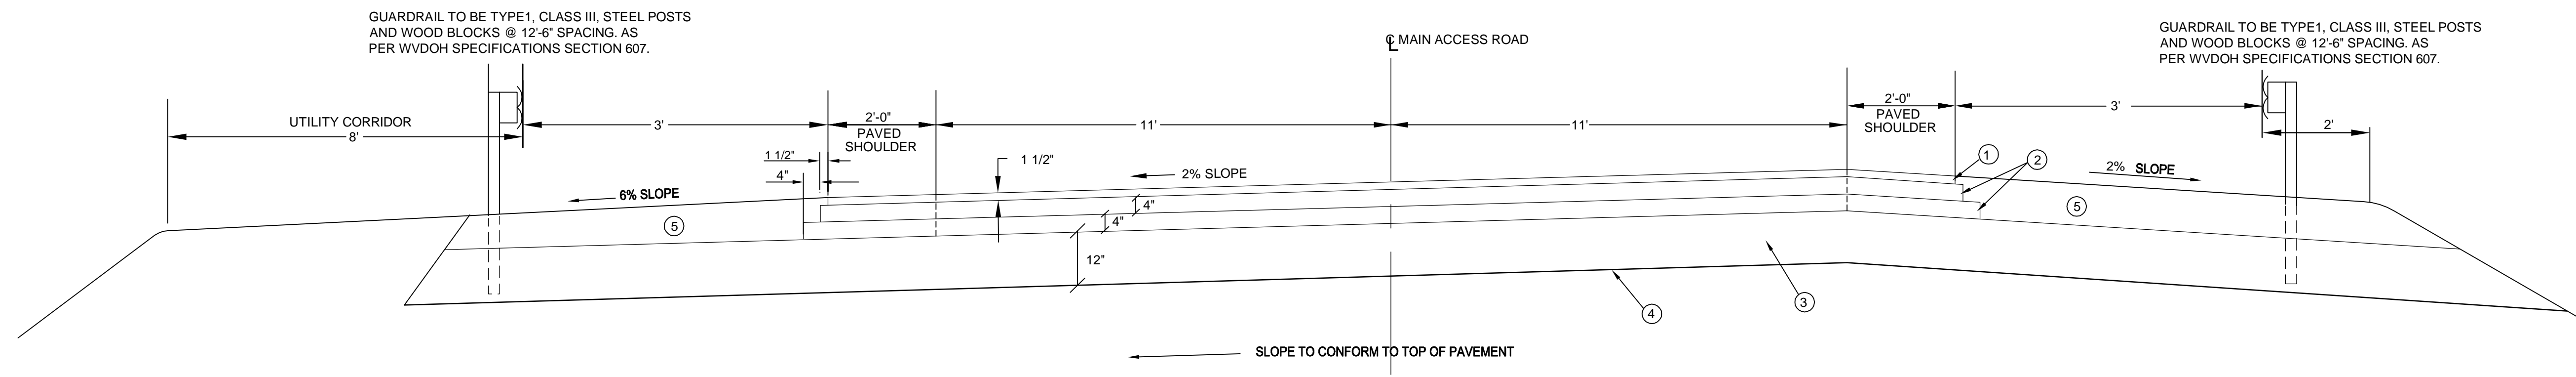 GUARDRAIL TO BE TYPE1, CLASS III, STEEL POSTS
AND WOOD BLOCKS @ 12'-6" SPACING. AS
PER WVDOH SPECIFICATIONS SECTION 607.
GUARDRAIL TO BE TYPE1, CLASS III, STEEL POSTS
AND WOOD BLOCKS @ 12'-6" SPACING. AS
PER WVDOH SPECIFICATIONS SECTION 607.
℄ MAIN ACCESS ROAD
UTILITY CORRIDOR
8'
3'
2'-0"
PAVED
SHOULDER
11'
11'
2'-0"
PAVED
SHOULDER
3'
2'
1 1/2"
4"
1 1/2"
6% SLOPE
2% SLOPE
2% SLOPE
1
2
4"
4"
12"
5
5
3
4
SLOPE TO CONFORM TO TOP OF PAVEMENT